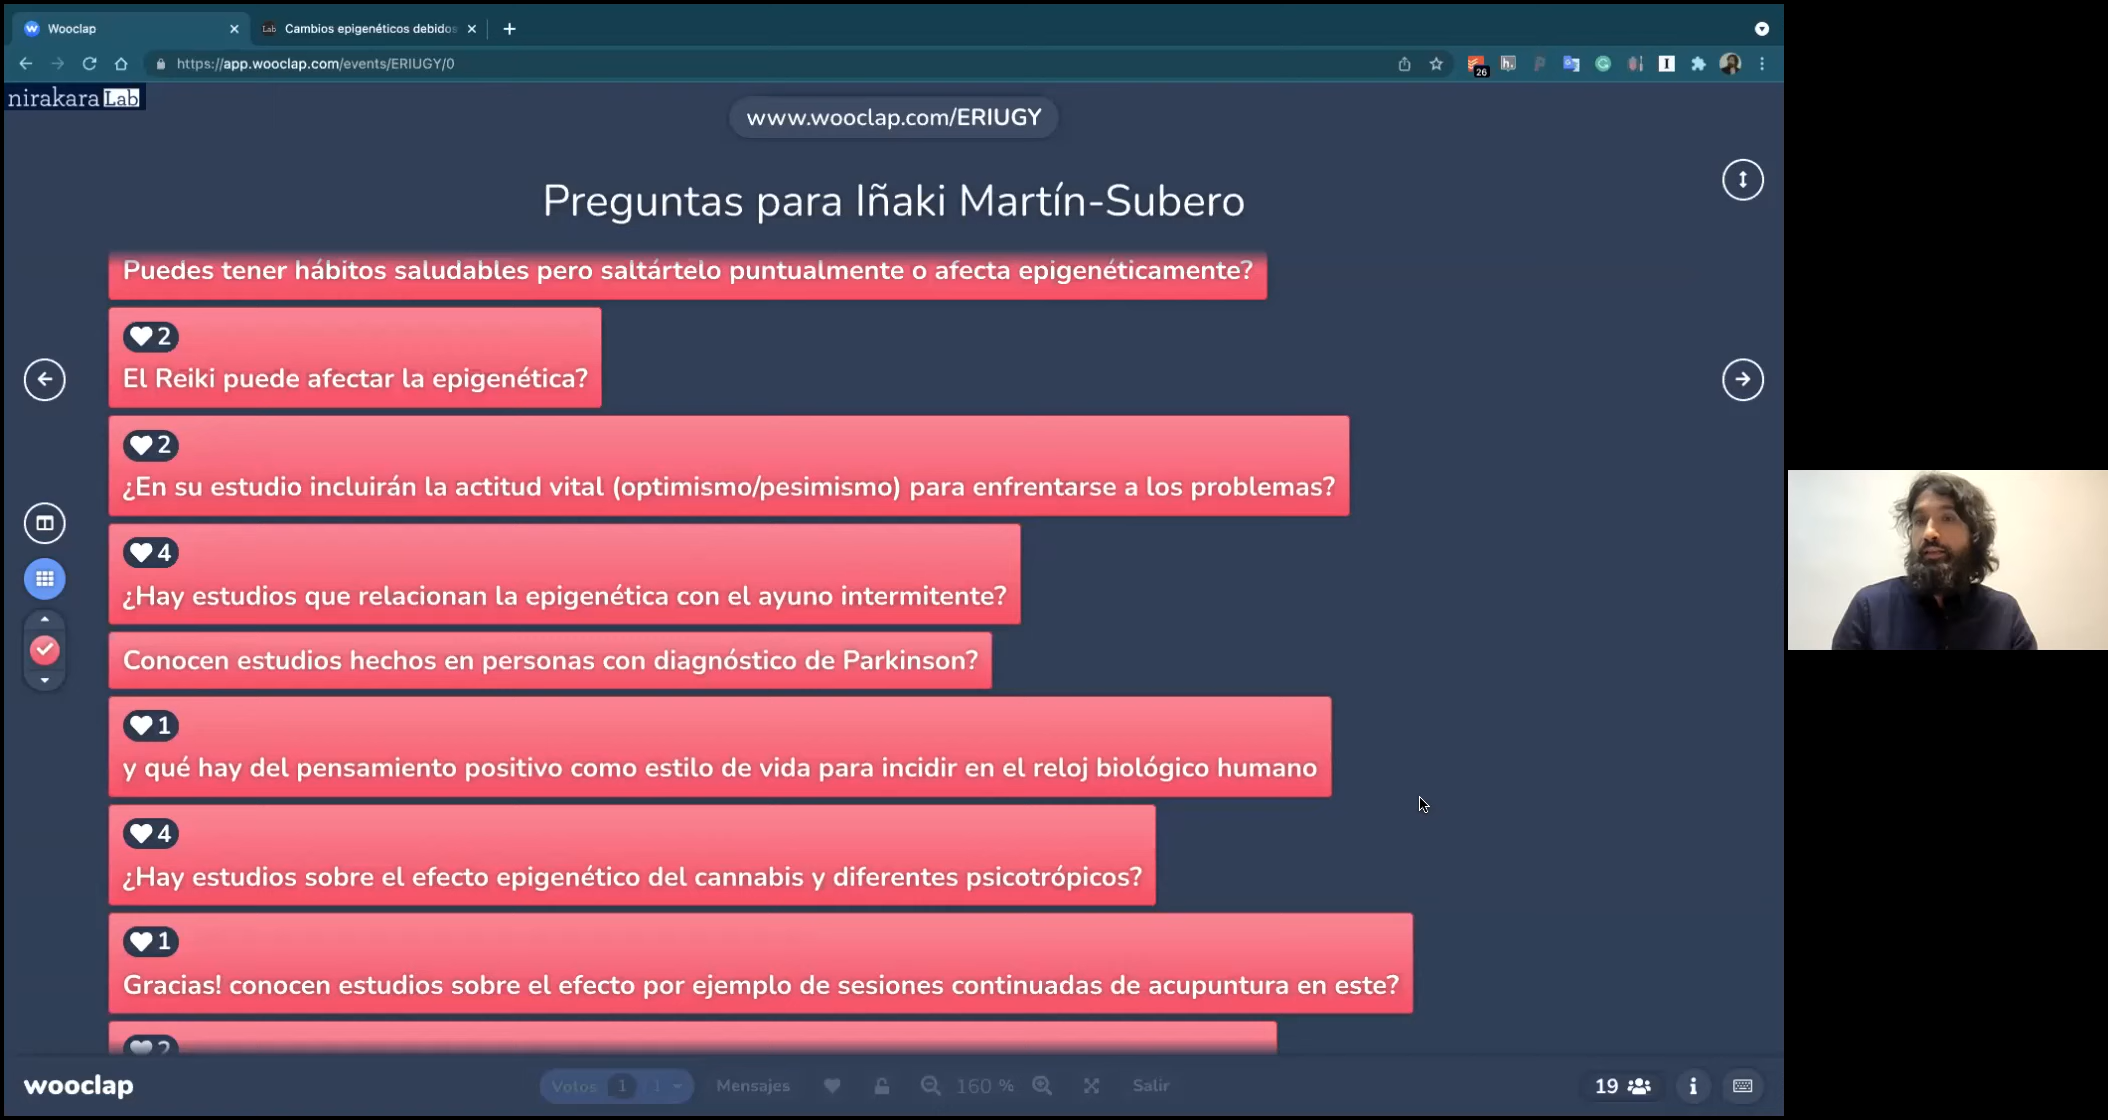 Wooclap
Lab Cambios epigenéticos debidos
https://app.wooclap.com/events/ERIUGY/0
26
nirakara Lab
www.wooclap.com/ERIUGY
Preguntas para Iñaki Martín-Subero
Puedes tener hábitos saludables pero saltártelo puntualmente o afecta epigenéticamente?
2
El Reiki puede afectar la epigenética?
2
¿En su estudio incluirán la actitud vital (optimismo/pesimismo) para enfrentarse a los problemas?
4
¿Hay estudios que relacionan la epigenética con el ayuno intermitente?
Conocen estudios hechos en personas con diagnóstico de Parkinson?
1
y qué hay del pensamiento positivo como estilo de vida para incidir en el reloj biológico humano
4
¿Hay estudios sobre el efecto epigenético del cannabis y diferentes psicotrópicos?
1
Gracias! conocen estudios sobre el efecto por ejemplo de sesiones continuadas de acupuntura en este?
2
wooclap
Votos 1 / 1 Mensajes 160 % Salir
19